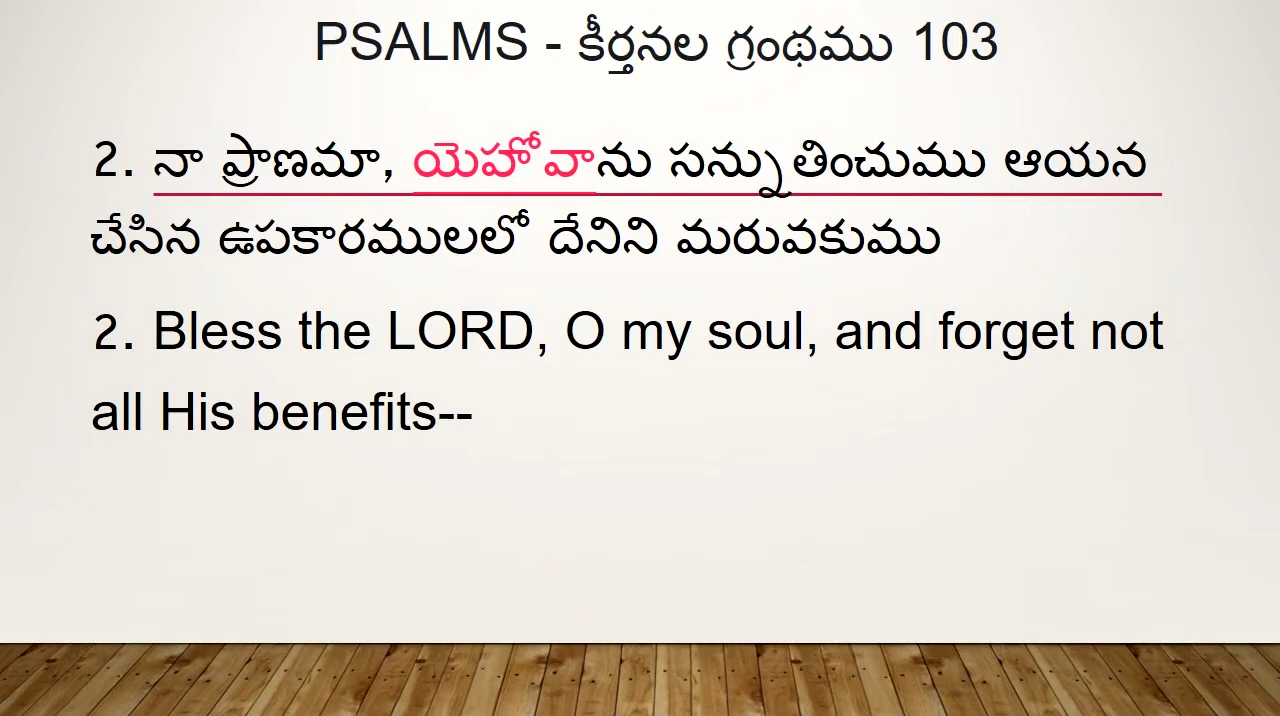 PSALMS - కీర్తనల గ్రంథము 103
2. నా ప్రాణమా, యెహోవాను సన్నుతించుము ఆయన
చేసిన ఉపకారములలో దేనిని మరువకుము
2. Bless the LORD, O my soul, and forget not
all His benefits--